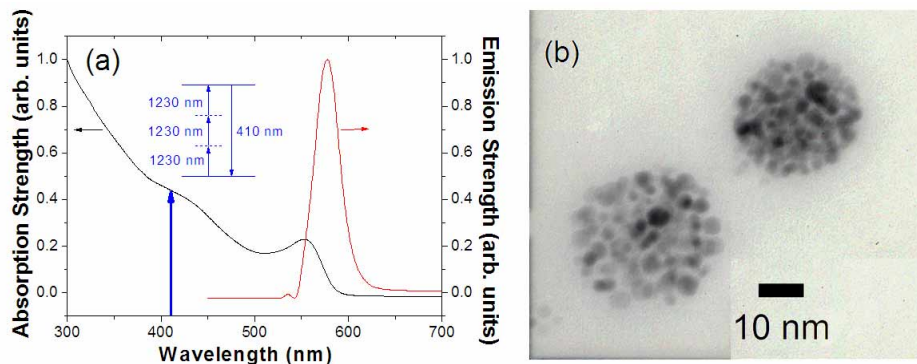 (a)
Absorption Strength (arb. units)
1.0
0.8
0.6
0.4
0.2
0.0
1230 nm
1230 nm
1230 nm
410 nm
1.0
0.8
0.6
0.4
0.2
0.0
Emission Strength (arb. units)
300
400
500
600
700
Wavelength (nm)
(b)
10 nm